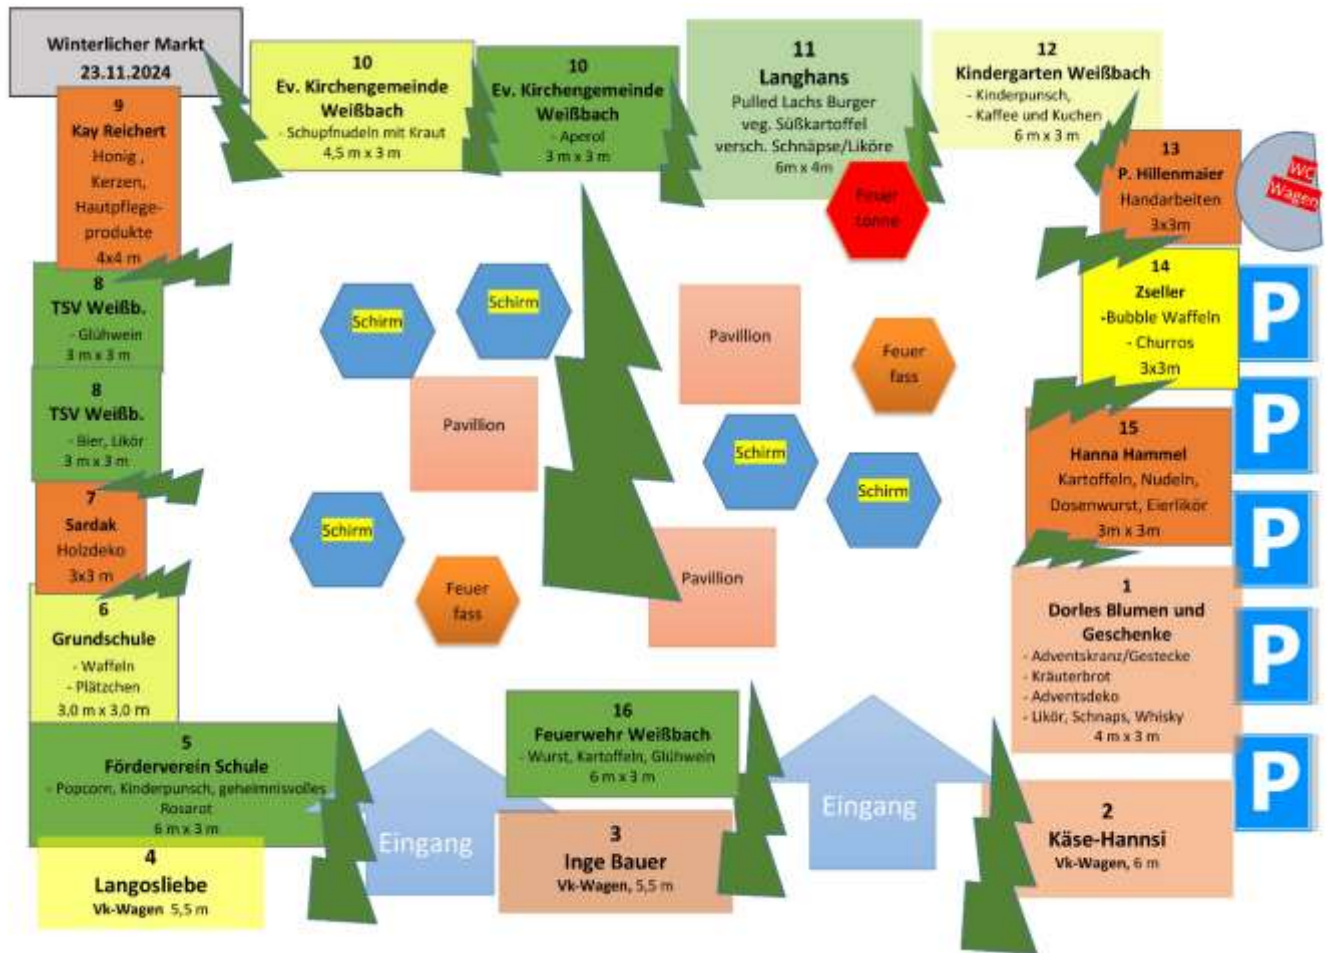 Winterlicher Markt
23.11.2024
10
Ev. Kirchengemeinde
Weißbach
- Schupfnudeln mit Kraut
4,5 m x 3 m
10
Ev. Kirchengemeinde
Weißbach
- Aperol
3 m x 3 m
11
Langhans
Pulled Lachs Burger
veg. Süßkartoffel
versch. Schnäpse/Liköre
6m x 4m
12
Kindergarten Weißbach
- Kinderpunsch,
- Kaffee und Kuchen
6 m x 3 m
9
Kay Reichert
Honig ,
Kerzen,
Hautpflege-
produkte
4x4 m
Feuer
tonne
13
P. Hillenmaier
Handarbeiten
3x3m
WC
Wagen
8
TSV Weißb.
- Glühwein
3 m x 3 m
Schirm
Schirm
Pavillion
Feuer
fass
14
Zseller
-Bubble Waffeln
- Churros
3x3m
P
8
TSV Weißb.
- Bier, Likör
3 m x 3 m
Pavillion
Schirm
Schirm
15
Hanna Hammel
Kartoffeln, Nudeln,
Dosenwurst, Eierlikör
3m x 3m
P
7
Sardak
Holzdeko
3x3 m
Schirm
Feuer
fass
Pavillion
P
6
Grundschule
- Waffeln
- Plätzchen
3,0 m x 3,0 m
1
Dorles Blumen und
Geschenke
- Adventskranz/Gestecke
- Kräuterbrot
- Adventsdeko
- Likör, Schnaps, Whisky
4 m x 3 m
P
5
Förderverein Schule
- Popcorn, Kinderpunsch, geheimnisvolles
Rosarot
6 m x 3 m
Eingang
16
Feuerwehr Weißbach
- Wurst, Kartoffeln, Glühwein
6 m x 3 m
Eingang
P
4
Langosliebe
Vk-Wagen 5,5 m
3
Inge Bauer
Vk-Wagen, 5,5 m
2
Käse-Hannsi
Vk-Wagen, 6 m